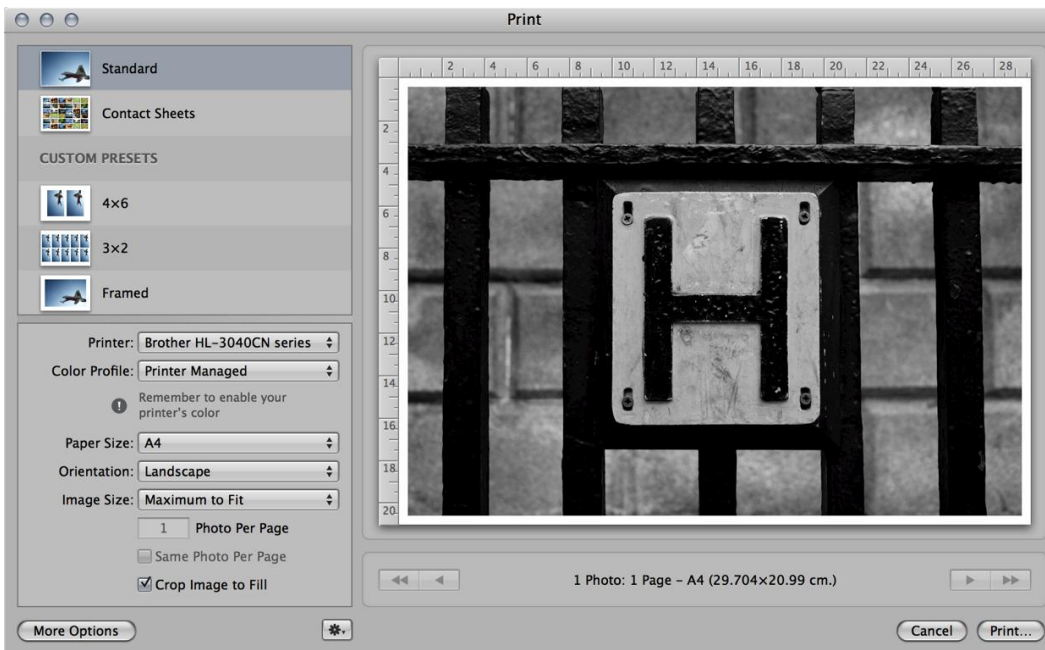 Print
Standard
Contact Sheets
CUSTOM PRESETS
4×6
3×2
Framed
Printer: Brother HL-3040CN series
Color Profile: Printer Managed
! Remember to enable your
printer's color
Paper Size: A4
Orientation: Landscape
Image Size: Maximum to Fit
1 Photo Per Page
Same Photo Per Page
Crop Image to Fill
More Options
2 4 6 8 10 12 14 16 18 20 22 24 26 28
2
4
6
8
10
12
14
16
18
20
H
1 Photo: 1 Page – A4 (29.704×20.99 cm.)
Cancel Print...